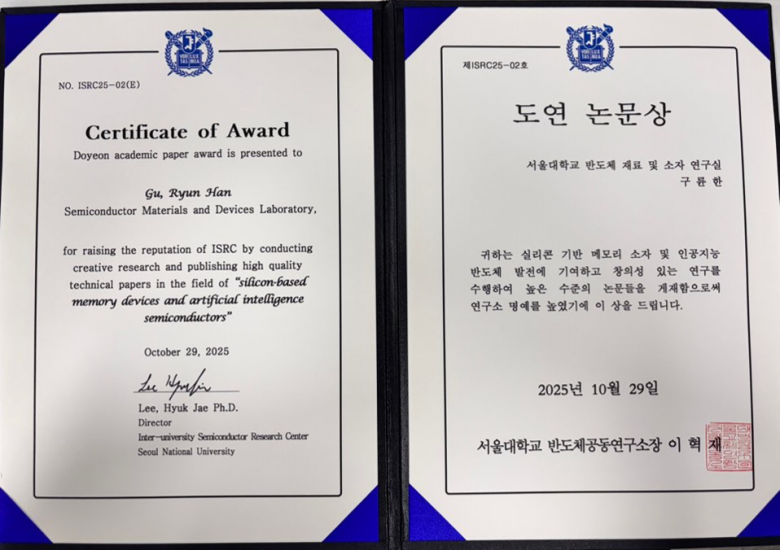 NO. ISRC25-02(E)
Certificate of Award
Doyeon academic paper award is presented to
Gu, Ryun Han
Semiconductor Materials and Devices Laboratory,
for raising the reputation of ISRC by conducting
creative research and publishing high quality
technical papers in the field of "silicon-based
memory devices and artificial intelligence
semiconductors"
October 29, 2025
Lee, Hyuk Jae Ph.D.
Director
Inter-university Semiconductor Research Center
Seoul National University
제ISRC25-02호
도연 논문상
서울대학교 반도체 재료 및 소자 연구실
구 륜 한
귀하는 실리콘 기반 메모리 소자 및 인공지능
반도체 발전에 기여하고 창의성 있는 연구를
수행하여 높은 수준의 논문들을 게재함으로써
연구소 명예를 높였기에 이 상을 드립니다.
2025년 10월 29일
서울대학교 반도체공동연구소장 이 혁 재